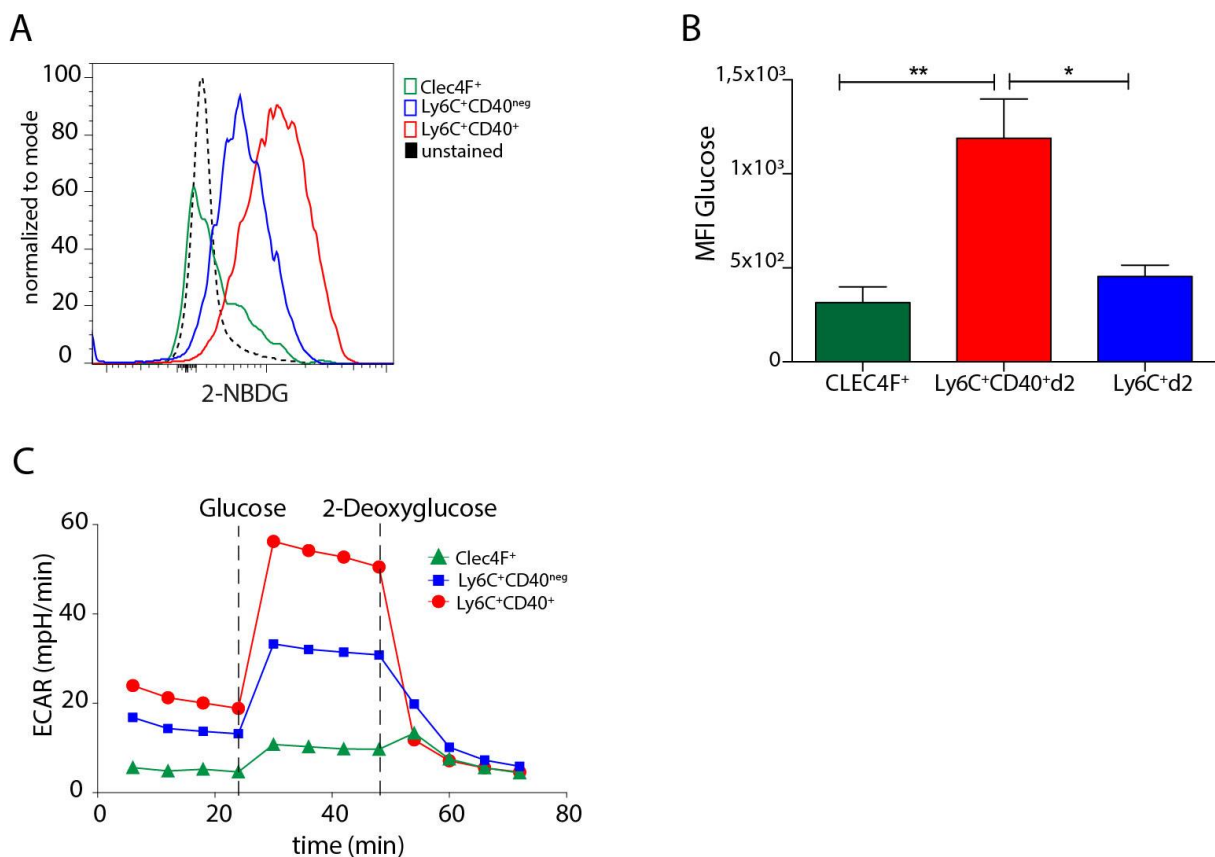 A
100
80
60
40
20
0
normalized to mode
2-NBDG
Clec4F⁺
Ly6C⁺CD40ⁿᵉᵍ
Ly6C⁺CD40⁺
unstained
B
1,5x10³
1x10³
5x10²
0
MFI Glucose
**
*
CLEC4F⁺
Ly6C⁺CD40⁺d2
Ly6C⁺d2
C
Glucose
2-Deoxyglucose
60
40
20
0
ECAR (mpH/min)
Clec4F⁺
Ly6C⁺CD40ⁿᵉᵍ
Ly6C⁺CD40⁺
0
20
40
60
80
time (min)